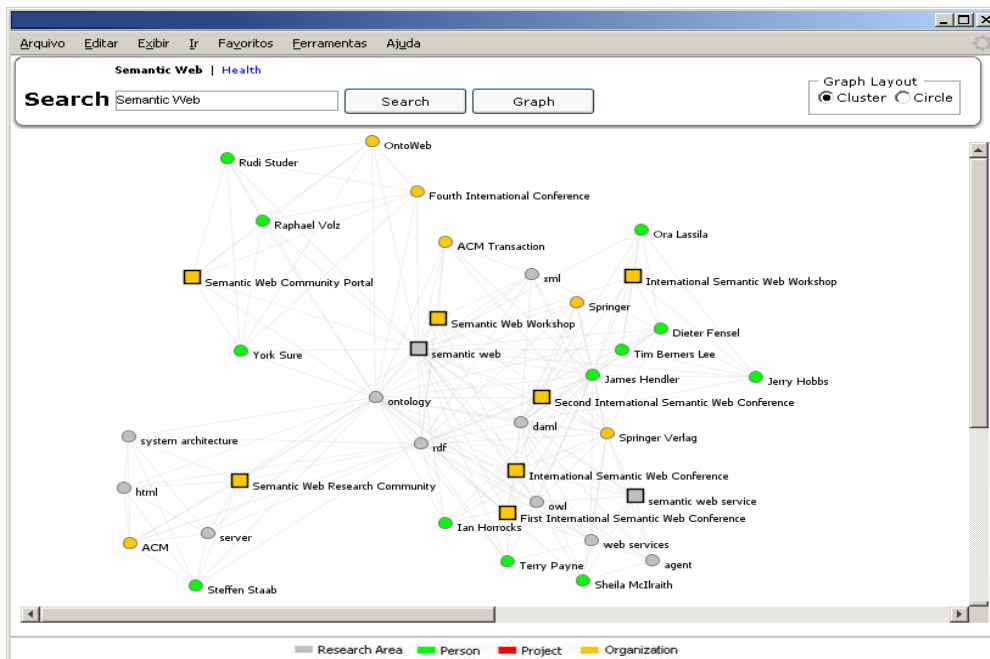 Arquivo Editar Exibir Ir Favoritos Ferramentas Ajuda
Semantic Web | Health
Search Semantic Web Search Graph
Graph Layout
Cluster Circle
OntoWeb
Rudi Studer
Fourth International Conference
Raphael Volz
Ora Lassila
ACM Transaction
xml
Semantic Web Community Portal
International Semantic Web Workshop
Springer
Semantic Web Workshop
Dieter Fensel
York Sure
semantic web
Tim Berners Lee
James Hendler
Jerry Hobbs
ontology
Second International Semantic Web Conference
daml
system architecture
rdf
Springer Verlag
International Semantic Web Conference
html
Semantic Web Research Community
semantic web service
owl
First International Semantic Web Conference
Ian Horrocks
server
ACM
web services
Terry Payne
agent
Steffen Staab
Sheila McIlraith
Research Area Person Project Organization